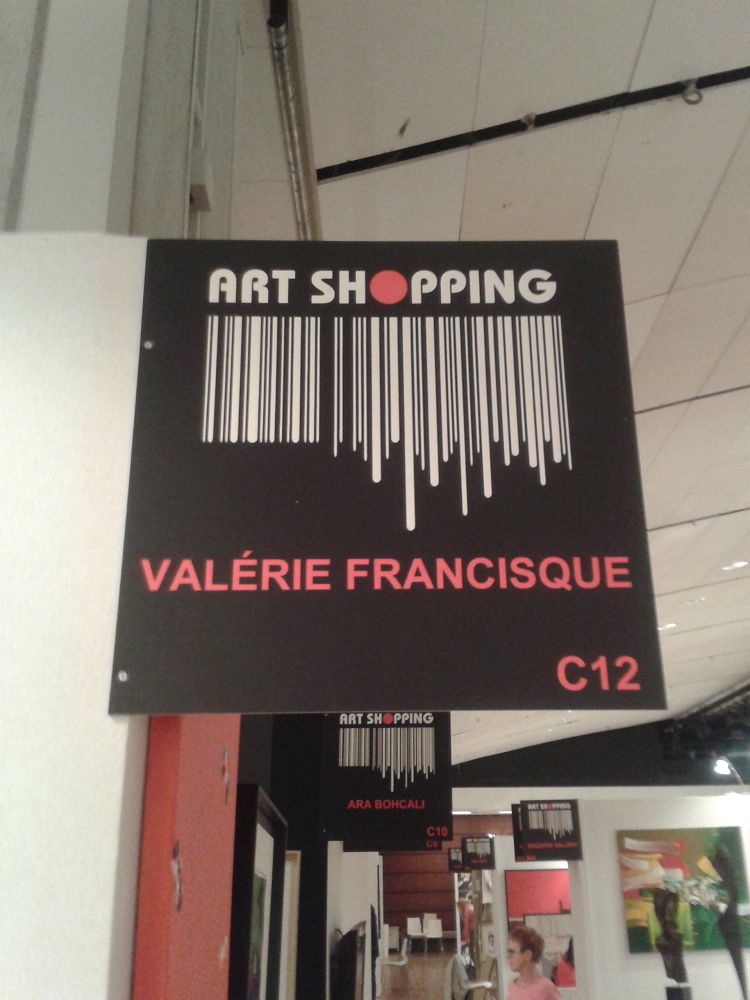 ART SHOPPING
VALÉRIE FRANCISQUE
C12
ART SHOPPING
ARA BOHCALI
C10
ART SHOPPING